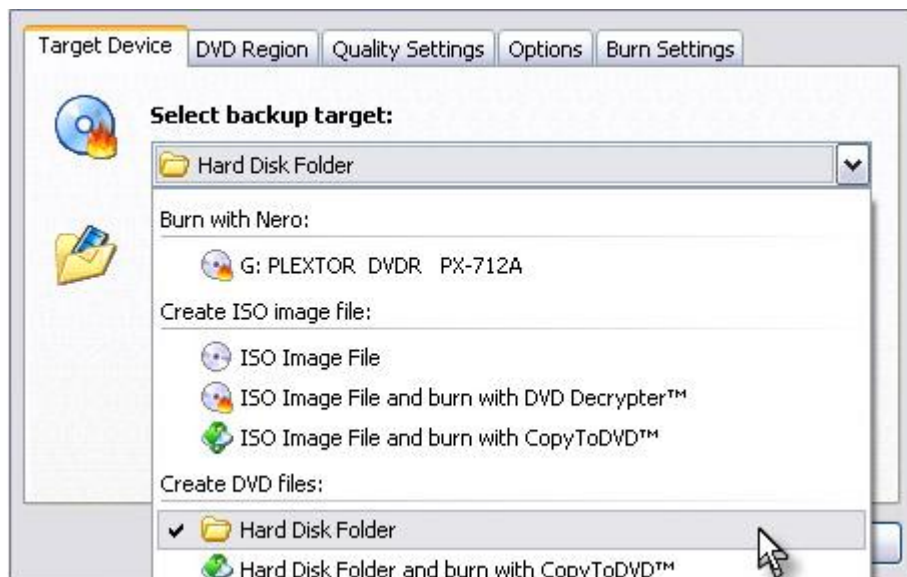 Target Device DVD Region Quality Settings Options Burn Settings
Select backup target:
Hard Disk Folder
Burn with Nero:
G: PLEXTOR DVDR PX-712A
Create ISO image file:
ISO Image File
ISO Image File and burn with DVD Decrypter™
ISO Image File and burn with CopyToDVD™
Create DVD files:
Hard Disk Folder
Hard Disk Folder and burn with CopyToDVD™